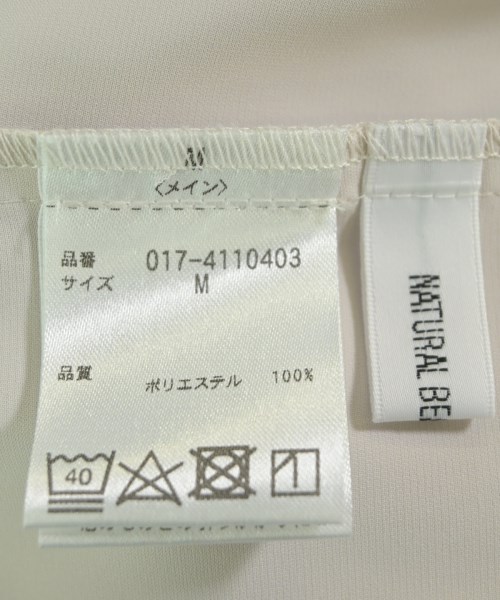 M
〈メイン〉
品番 017-4110403
サイズ M
品質 ポリエステル 100%
40
NATURAL BE